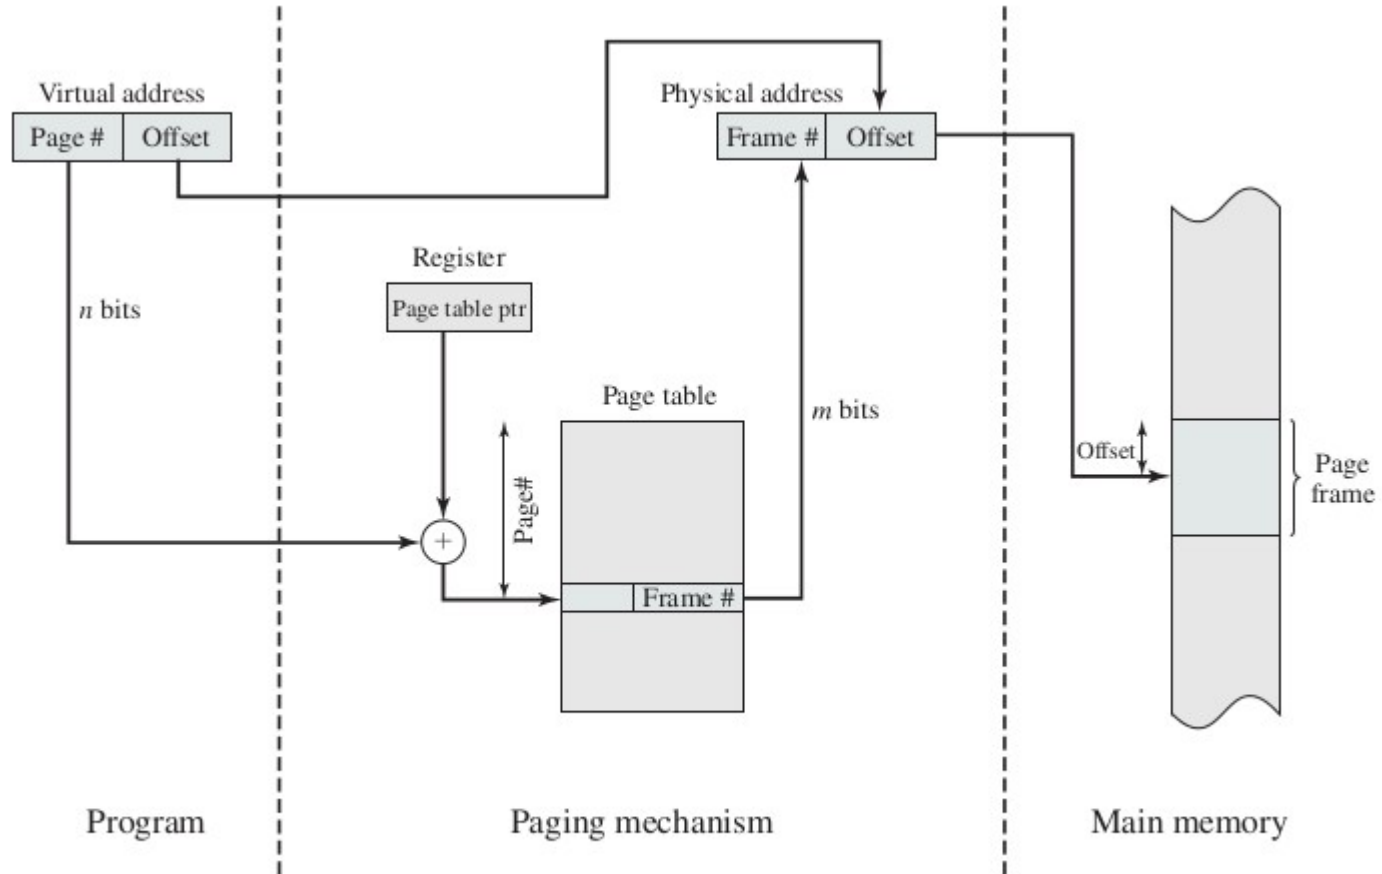 Virtual address
Page #
Offset
Physical address
Frame #
Offset
n bits
Register
Page table ptr
Page table
m bits
Page#
+
Frame #
Offset
Page
frame
Program
Paging mechanism
Main memory